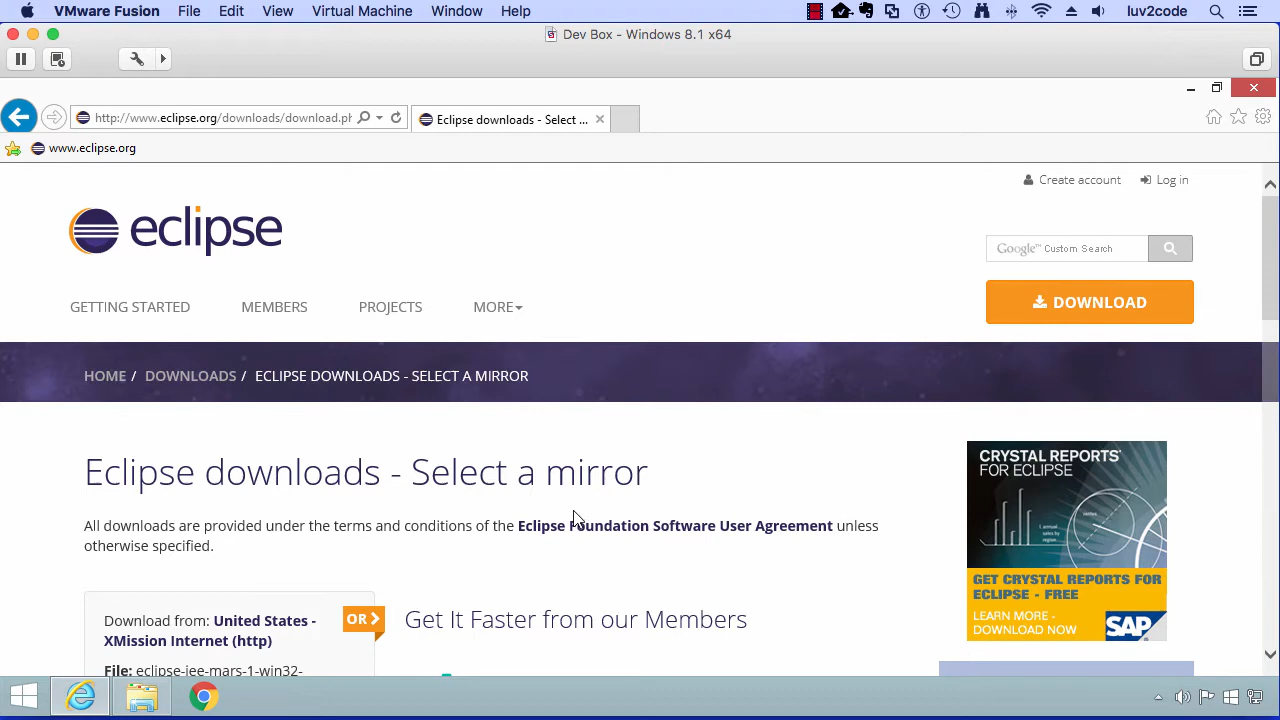 VMware Fusion File Edit View Virtual Machine Window Help luv2code
Dev Box - Windows 8.1 x64
http://www.eclipse.org/downloads/download.ph
Eclipse downloads - Select ...
www.eclipse.org
Create account Log in
eclipse
Google™ Custom Search
GETTING STARTED MEMBERS PROJECTS MORE
DOWNLOAD
HOME / DOWNLOADS / ECLIPSE DOWNLOADS - SELECT A MIRROR
Eclipse downloads - Select a mirror
All downloads are provided under the terms and conditions of the Eclipse Foundation Software User Agreement unless
otherwise specified.
Download from: United States -
XMission Internet (http)
File: eclipse-jee-mars-1-win32-
OR
Get It Faster from our Members
CRYSTAL REPORTS®
FOR ECLIPSE
GET CRYSTAL REPORTS FOR
ECLIPSE - FREE
LEARN MORE -
DOWNLOAD NOW
SAP